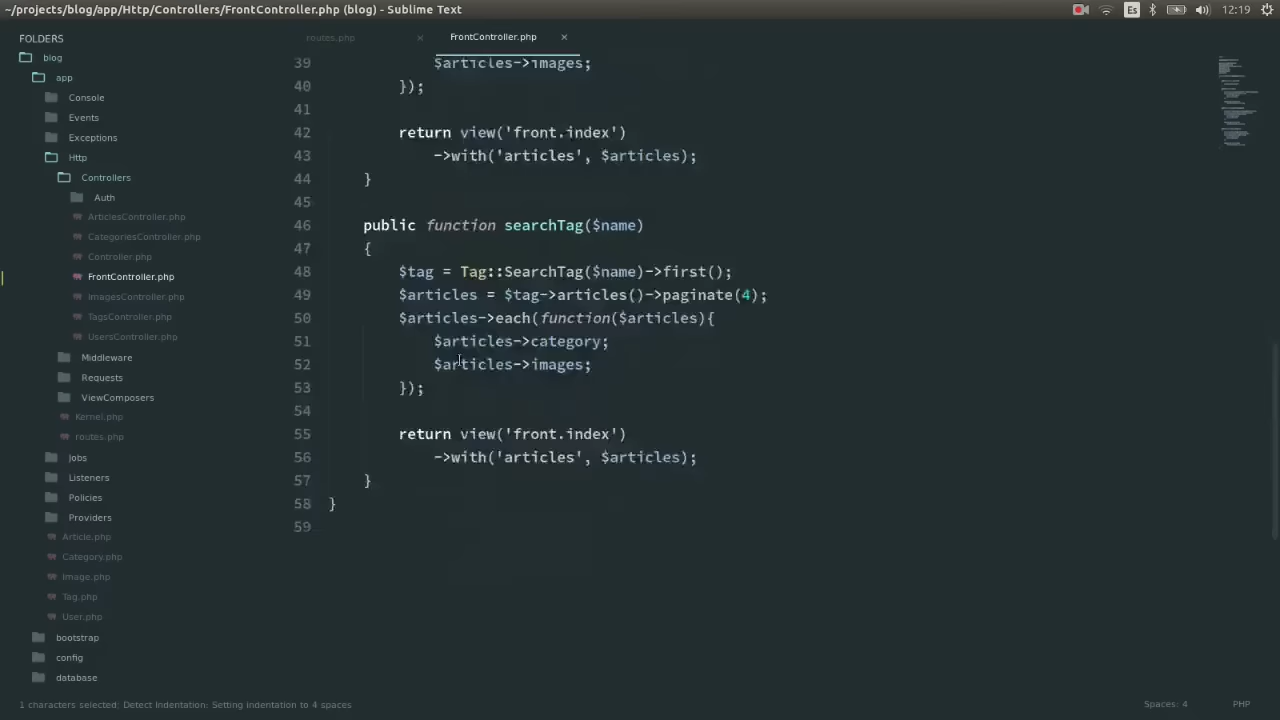 ~/projects/blog/app/Http/Controllers/FrontController.php (blog) - Sublime Text
Es
12:19
FOLDERS
blog
app
Console
Events
Exceptions
Http
Controllers
Auth
ArticlesController.php
CategoriesController.php
Controller.php
FrontController.php
ImagesController.php
TagsController.php
UsersController.php
Middleware
Requests
ViewComposers
Kernel.php
routes.php
Jobs
Listeners
Policies
Providers
Article.php
Category.php
Image.php
Tag.php
User.php
bootstrap
config
database
routes.php ×
FrontController.php ×
39 $articles->images;
40 });
41
42 return view('front.index')
43 ->with('articles', $articles);
44 }
45
46 public function searchTag($name)
47 {
48 $tag = Tag::SearchTag($name)->first();
49 $articles = $tag->articles()->paginate(4);
50 $articles->each(function($articles){
51 $articles->category;
52 $articles->images;
53 });
54
55 return view('front.index')
56 ->with('articles', $articles);
57 }
58 }
59
1 characters selected; Detect Indentation: Setting indentation to 4 spaces
Spaces: 4
PHP